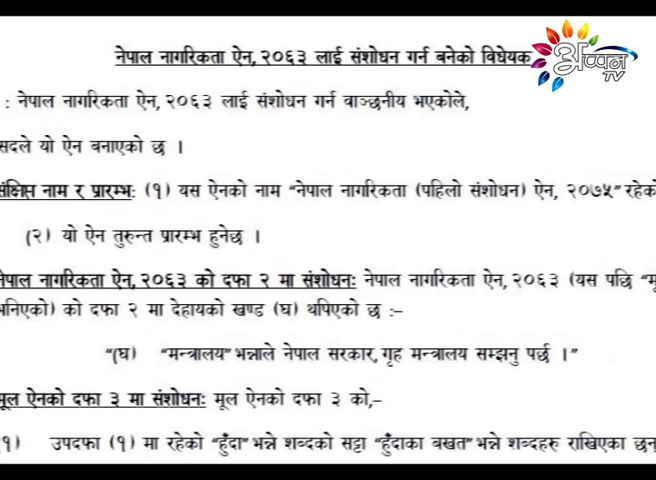 नेपाल नागरिकता ऐन, २०६३ लाई संशोधन गर्न बनेको विधेयक
अप्पन
TV
: नेपाल नागरिकता ऐन, २०६३ लाई संशोधन गर्न वाञ्छनीय भएकोले,
सदले यो ऐन बनाएको छ ।
संक्षिप्त नाम र प्रारम्भः (१) यस ऐनको नाम “नेपाल नागरिकता (पहिलो संशोधन) ऐन, २०७५” रहेको
(२) यो ऐन तुरुन्त प्रारम्भ हुनेछ ।
नेपाल नागरिकता ऐन, २०६३ को दफा २ मा संशोधनः नेपाल नागरिकता ऐन, २०६३ (यस पछि “मू
भनिएको) को दफा २ मा देहायको खण्ड (घ) थपिएको छ :–
“(घ) “मन्त्रालय” भन्नाले नेपाल सरकार, गृह मन्त्रालय सम्झनु पर्छ ।”
मूल ऐनको दफा ३ मा संशोधनः मूल ऐनको दफा ३ को,–
(१) उपदफा (१) मा रहेको “हुँदा” भन्ने शब्दको सट्टा “हुँदाका बखत” भन्ने शब्दहरु राखिएका छन्